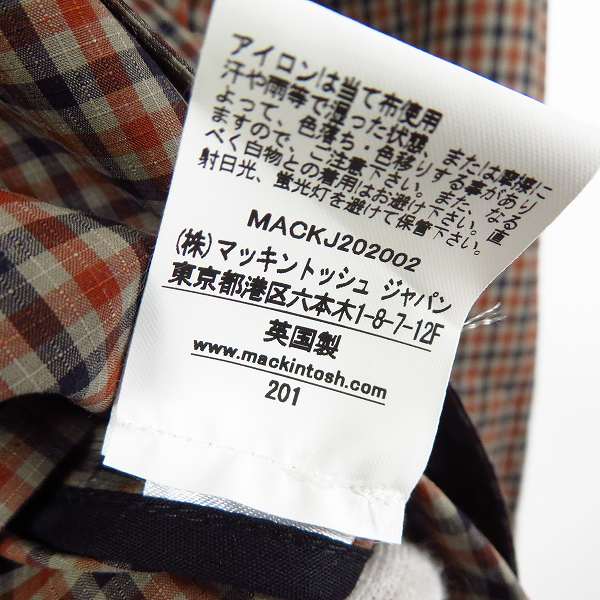 アイロンは当て布使用
汗や雨等で湿った状態、または摩擦に
よって、色落ち・色移りする事があり
ますので、ご注意下さい。また、なる
べく白物との着用はお避け下さい。直
射日光、蛍光灯を避けて保管下さい。
MACKJ202002
(株)マッキントッシュ ジャパン
東京都港区六本木1-8-7-12F
英国製
www.mackintosh.com
201